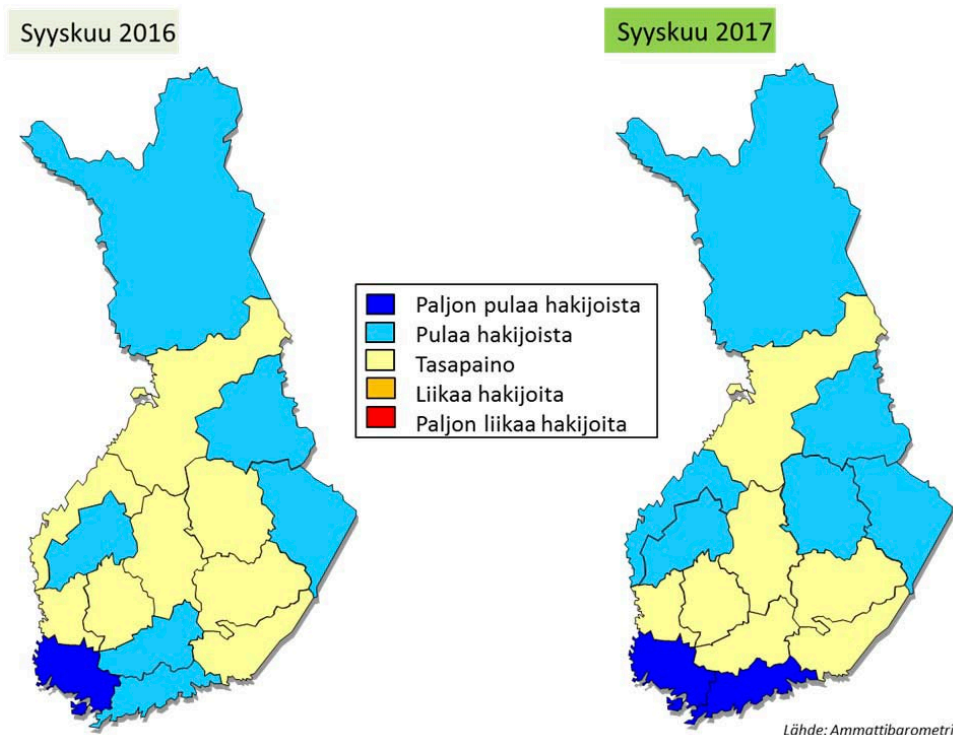 Syyskuu 2016
Syyskuu 2017
Paljon pulaa hakijoista
Pulaa hakijoista
Tasapaino
Liikaa hakijoita
Paljon liikaa hakijoita
Lähde: Ammattibarometri